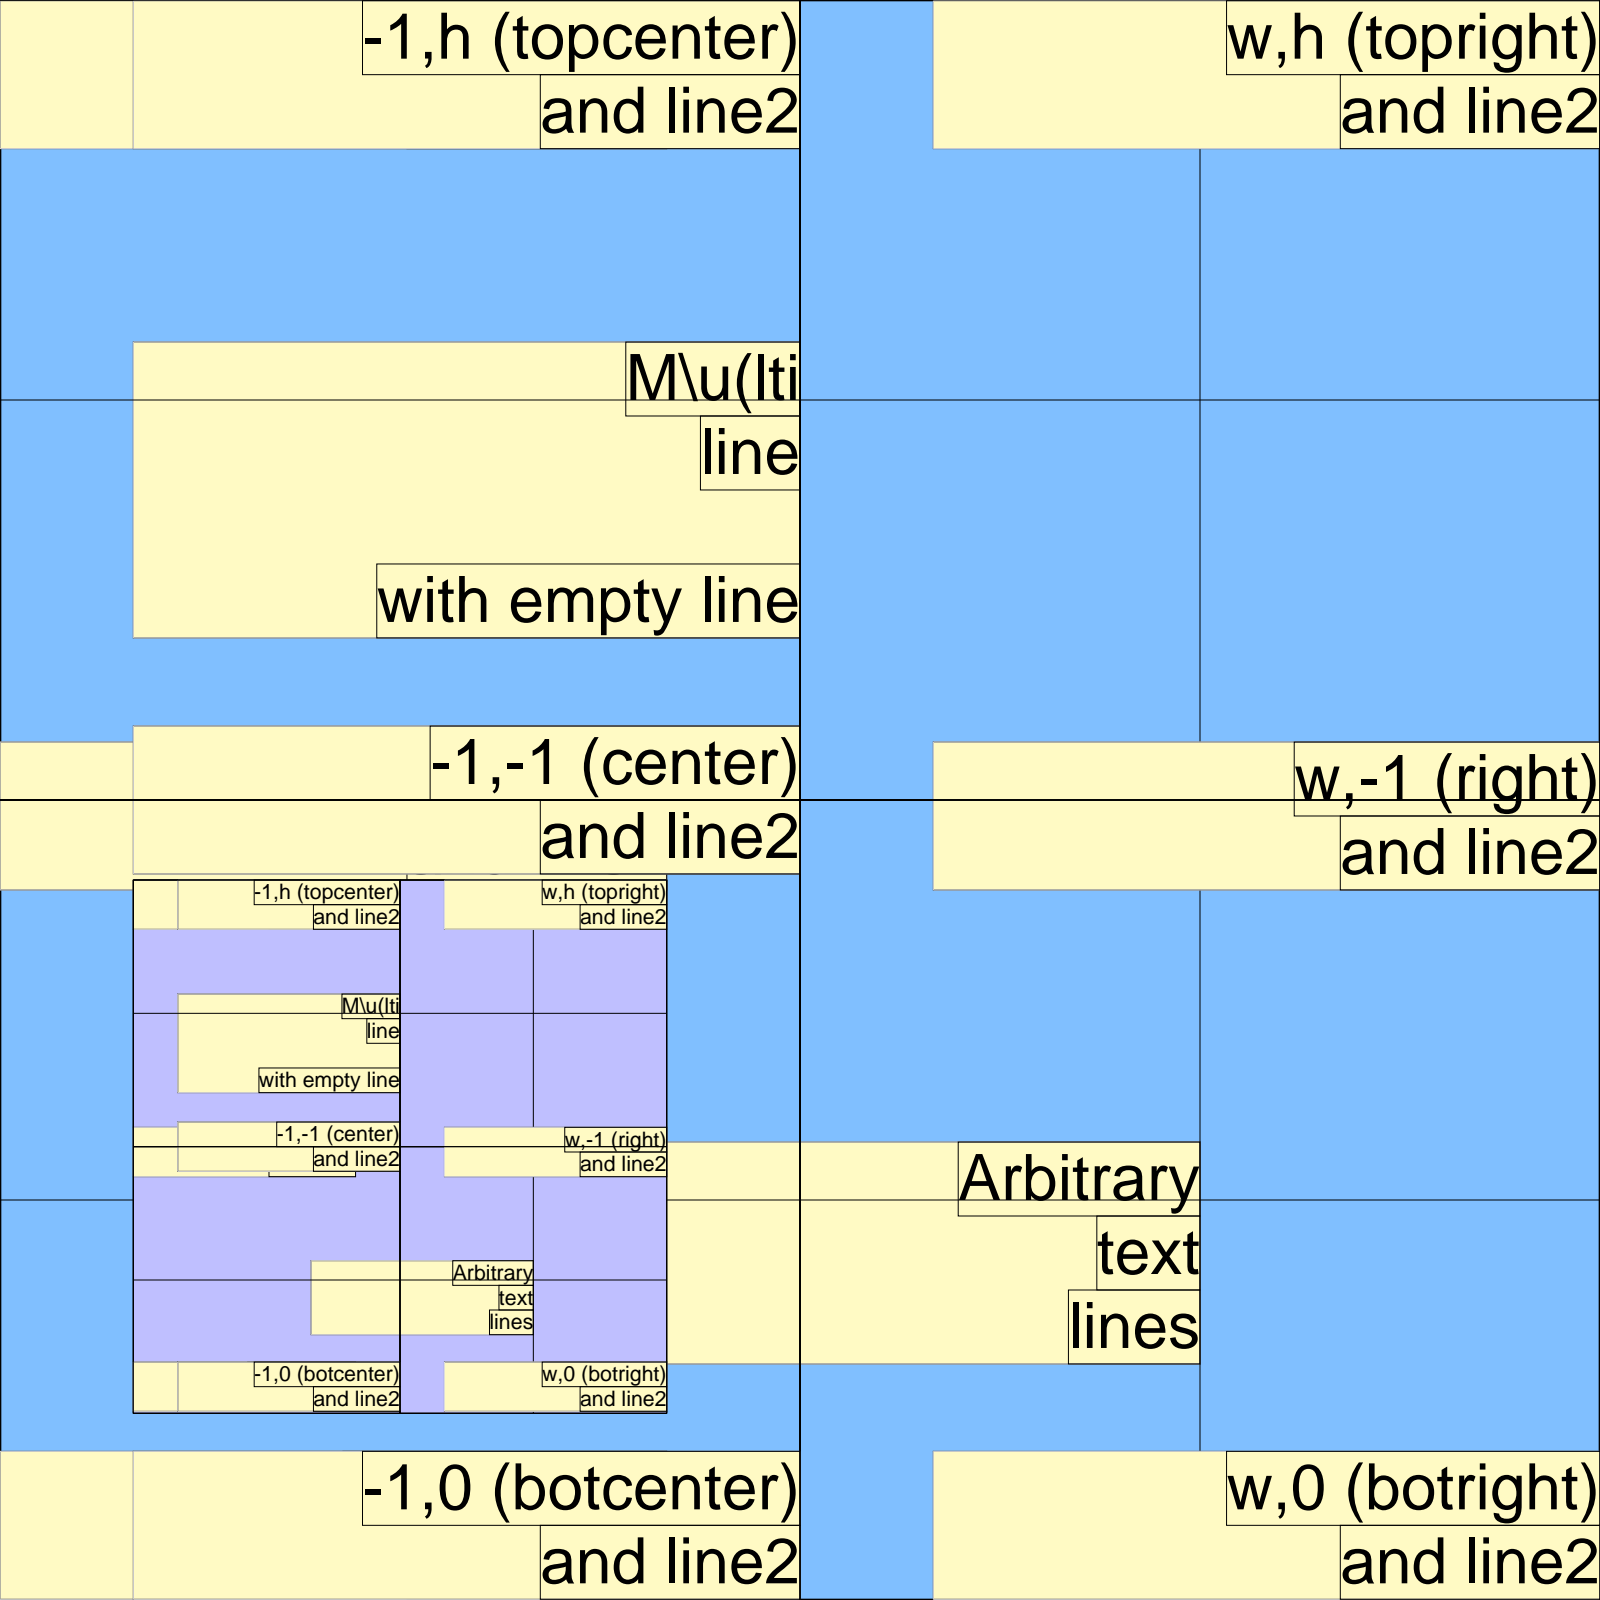 -1,h (topcenter)
and line2
w,h (topright)
and line2
M\u(lti
line
with empty line
-1,-1 (center)
and line2
w,-1 (right)
and line2
-1,h (topcenter)
and line2
w,h (topright)
and line2
M\u(lti
line
with empty line
-1,-1 (center)
and line2
w,-1 (right)
and line2
Arbitrary
text
lines
-1,0 (botcenter)
and line2
w,0 (botright)
and line2
Arbitrary
text
lines
-1,0 (botcenter)
and line2
w,0 (botright)
and line2